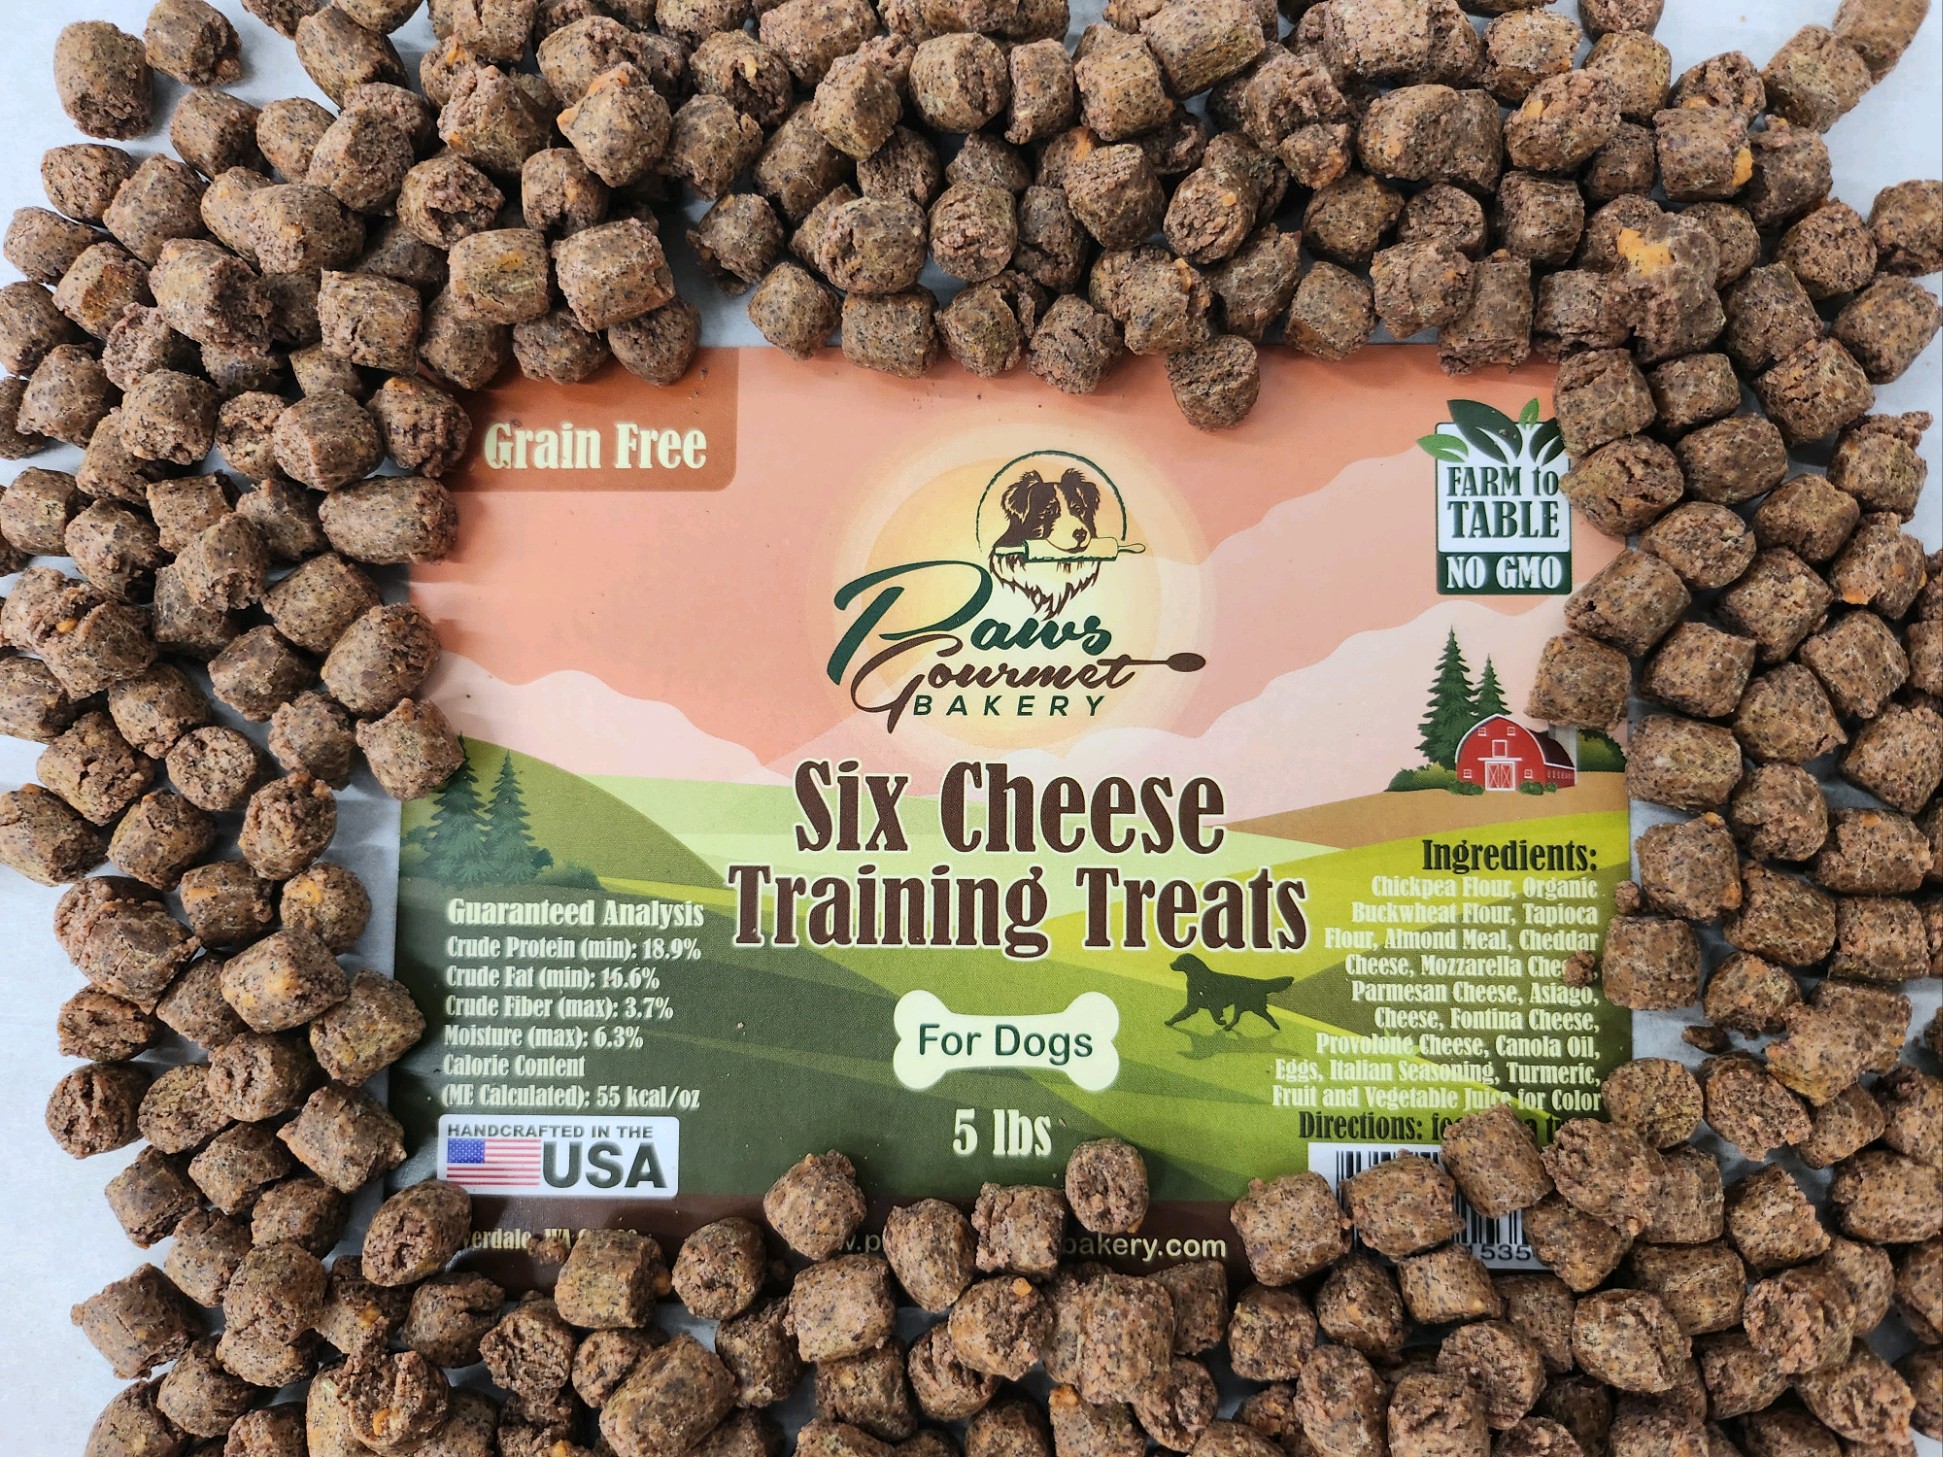 Grain Free
FARM to
TABLE
NO GMO
Paws
Gourmet
BAKERY
Six Cheese
Training Treats
Guaranteed Analysis
Crude Protein (min): 18.9%
Crude Fat (min): 16.6%
Crude Fiber (max): 3.7%
Moisture (max): 6.3%
Calorie Content
(ME Calculated): 55 kcal/oz
HANDCRAFTED IN THE
USA
For Dogs
5 lbs
Ingredients:
Chickpea Flour, Organic
Buckwheat Flour, Tapioca
Flour, Almond Meal, Cheddar
Cheese, Mozzarella Cheese,
Parmesan Cheese, Asiago,
Cheese, Fontina Cheese,
Provolone Cheese, Canola Oil,
Eggs, Italian Seasoning, Turmeric,
Fruit and Vegetable Juice for Color
Directions:
WA
bakery.com